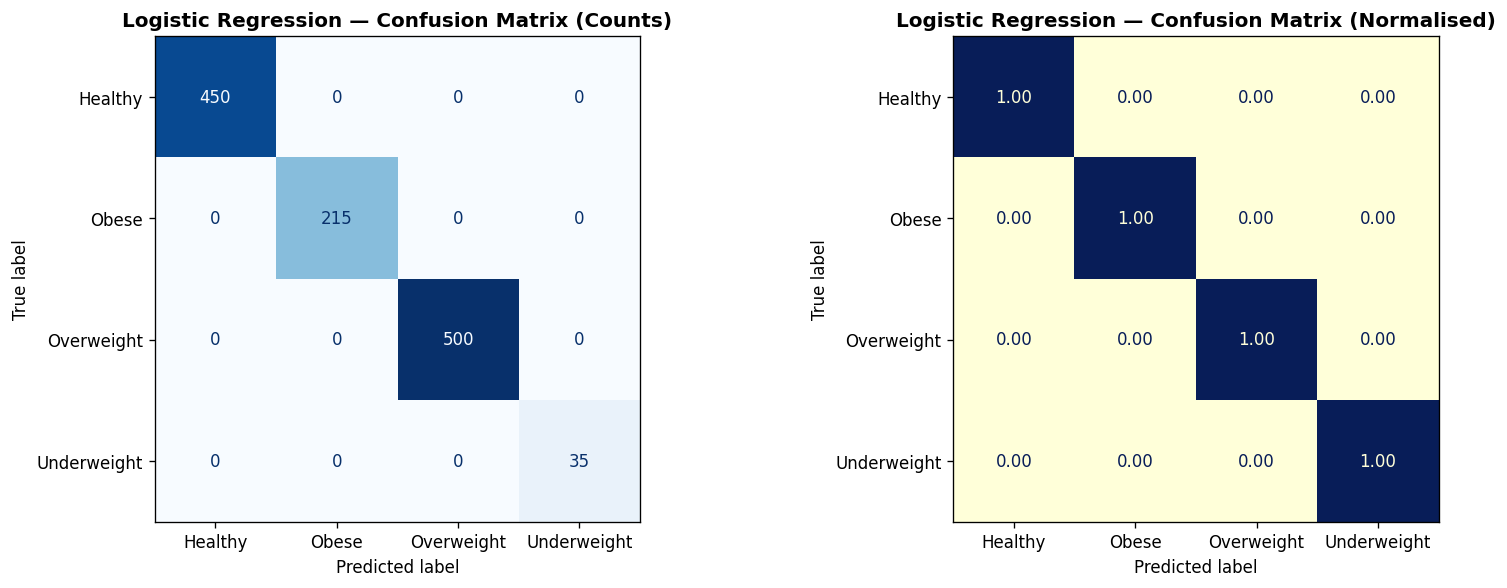 Logistic Regression — Confusion Matrix (Counts)
Healthy 450 0 0 0
Obese 0 215 0 0
Overweight 0 0 500 0
Underweight 0 0 0 35
Healthy Obese Overweight Underweight
Predicted label
True label
Logistic Regression — Confusion Matrix (Normalised)
Healthy 1.00 0.00 0.00 0.00
Obese 0.00 1.00 0.00 0.00
Overweight 0.00 0.00 1.00 0.00
Underweight 0.00 0.00 0.00 1.00
Healthy Obese Overweight Underweight
Predicted label
True label